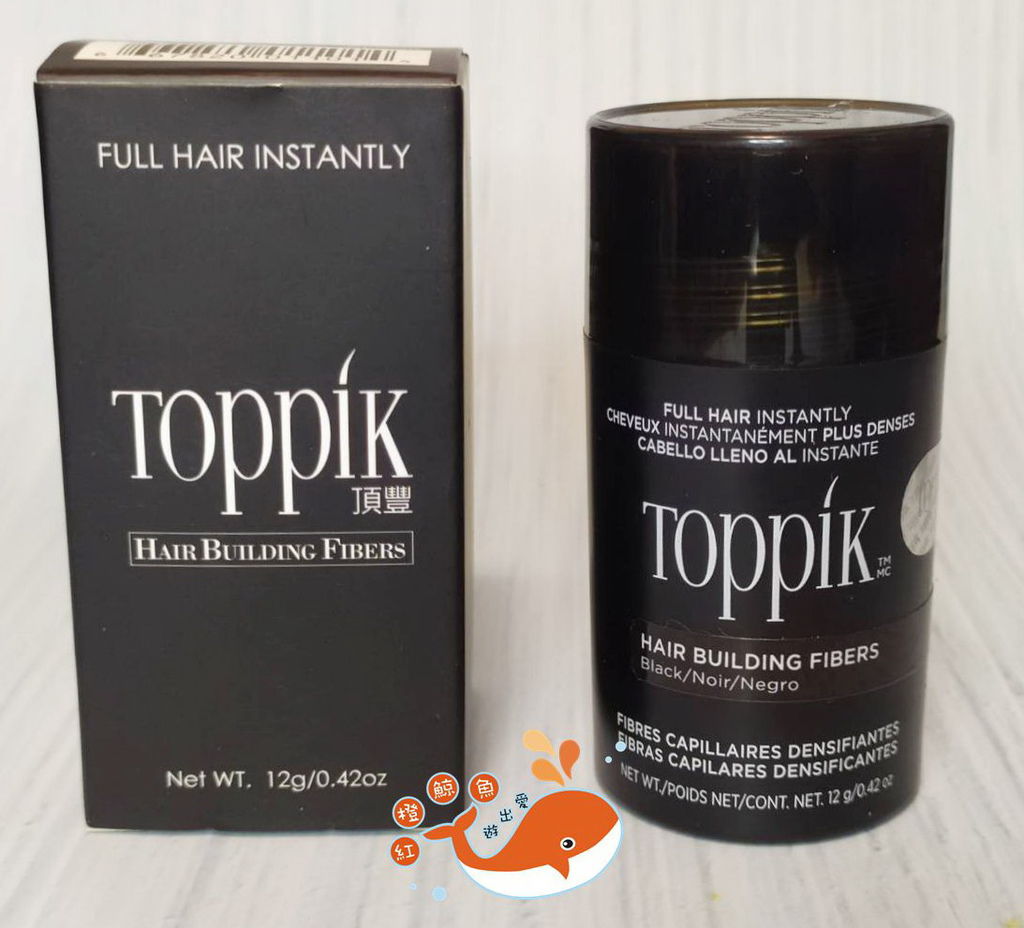 FULL HAIR INSTANTLY
TOPPIK
頂豐
HAIR BUILDING FIBERS
Net WT. 12g/0.42oz
FULL HAIR INSTANTLY
CHEVEUX INSTANTANÉMENT PLUS DENSES
CABELLO LLENO AL INSTANTE
TOPPIK
TM
MC
HAIR BUILDING FIBERS
Black/Noir/Negro
FIBRES CAPILLAIRES DENSIFIANTES
FIBRAS CAPILARES DENSIFICANTES
NET WT./POIDS NET/CONT. NET. 12 g/0.42 oz
紅橙鯨魚
遊出愛